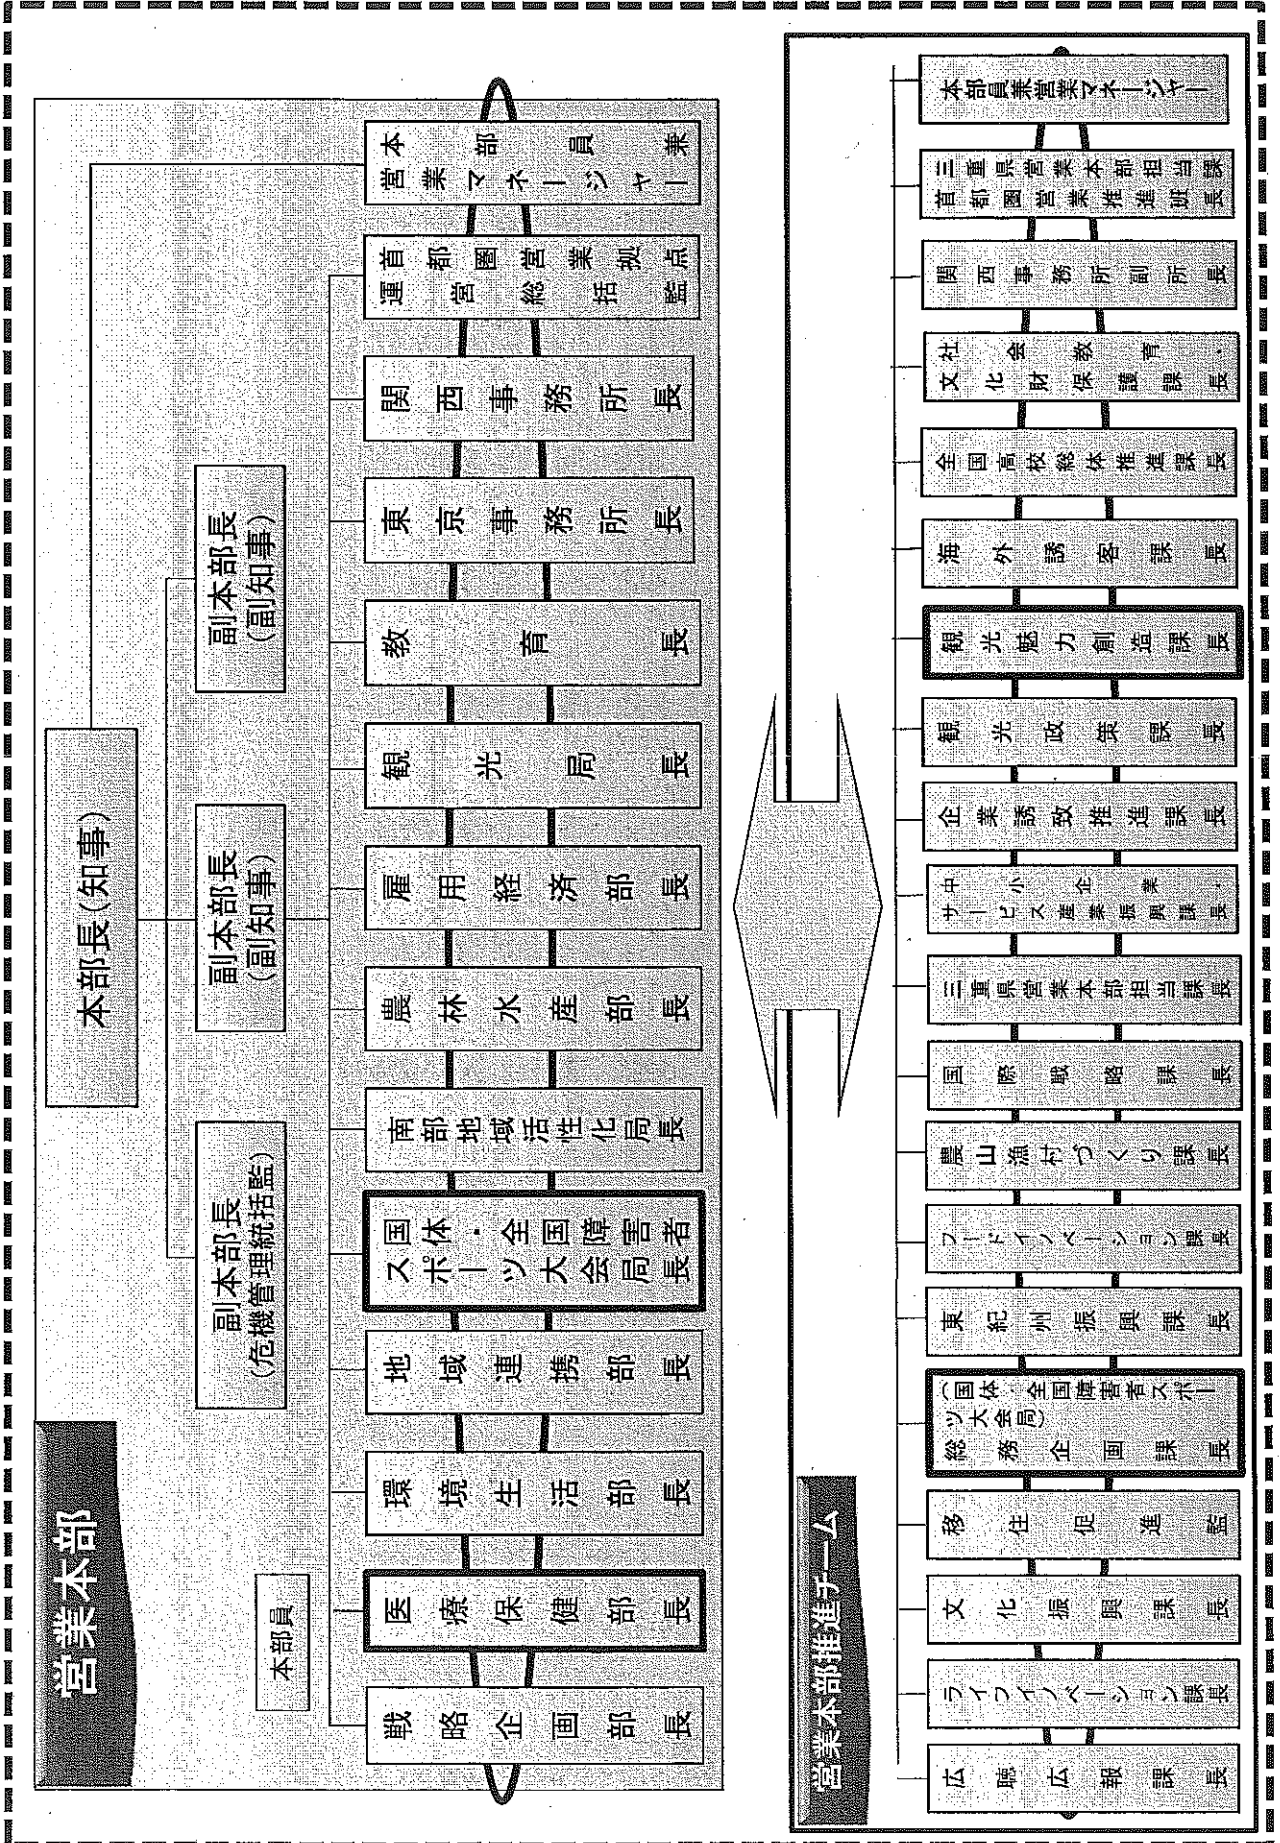 営業本部
本部長(知事)
副本部長
(危機管理統括監)
副本部長
(副知事)
副本部長
(副知事)
本部員
戦略企画部長
医療保健部長
環境生活部長
地域連携部長
国体・全国障害者
スポーツ大会局長
南部地域活性化局長
農林水産部長
雇用経済部長
観光局長
教育長
東京事務所長
関西事務所長
首都圏営業拠点
運営総括監
本部員兼
営業マネージャー
営業本部推進チーム
広聴広報課長
ライフイノベーション課長
文化振興課長
移住促進監
(国体・全国障害者スポー
ツ大会局)
総務企画課長
東紀州振興課長
フードイノベーション課長
農山漁村づくり課長
国際戦略課長
三重県営業本部担当課長
中小企業・
サービス産業振興課長
企業誘致推進課長
観光政策課長
観光魅力創造課長
海外誘客課長
全国高校総体推進課長
社会教育・
文化財保護課長
関西事務所副所長
三重県営業本部担当課
首都圏営業推進班長
本部員兼営業マネージャー